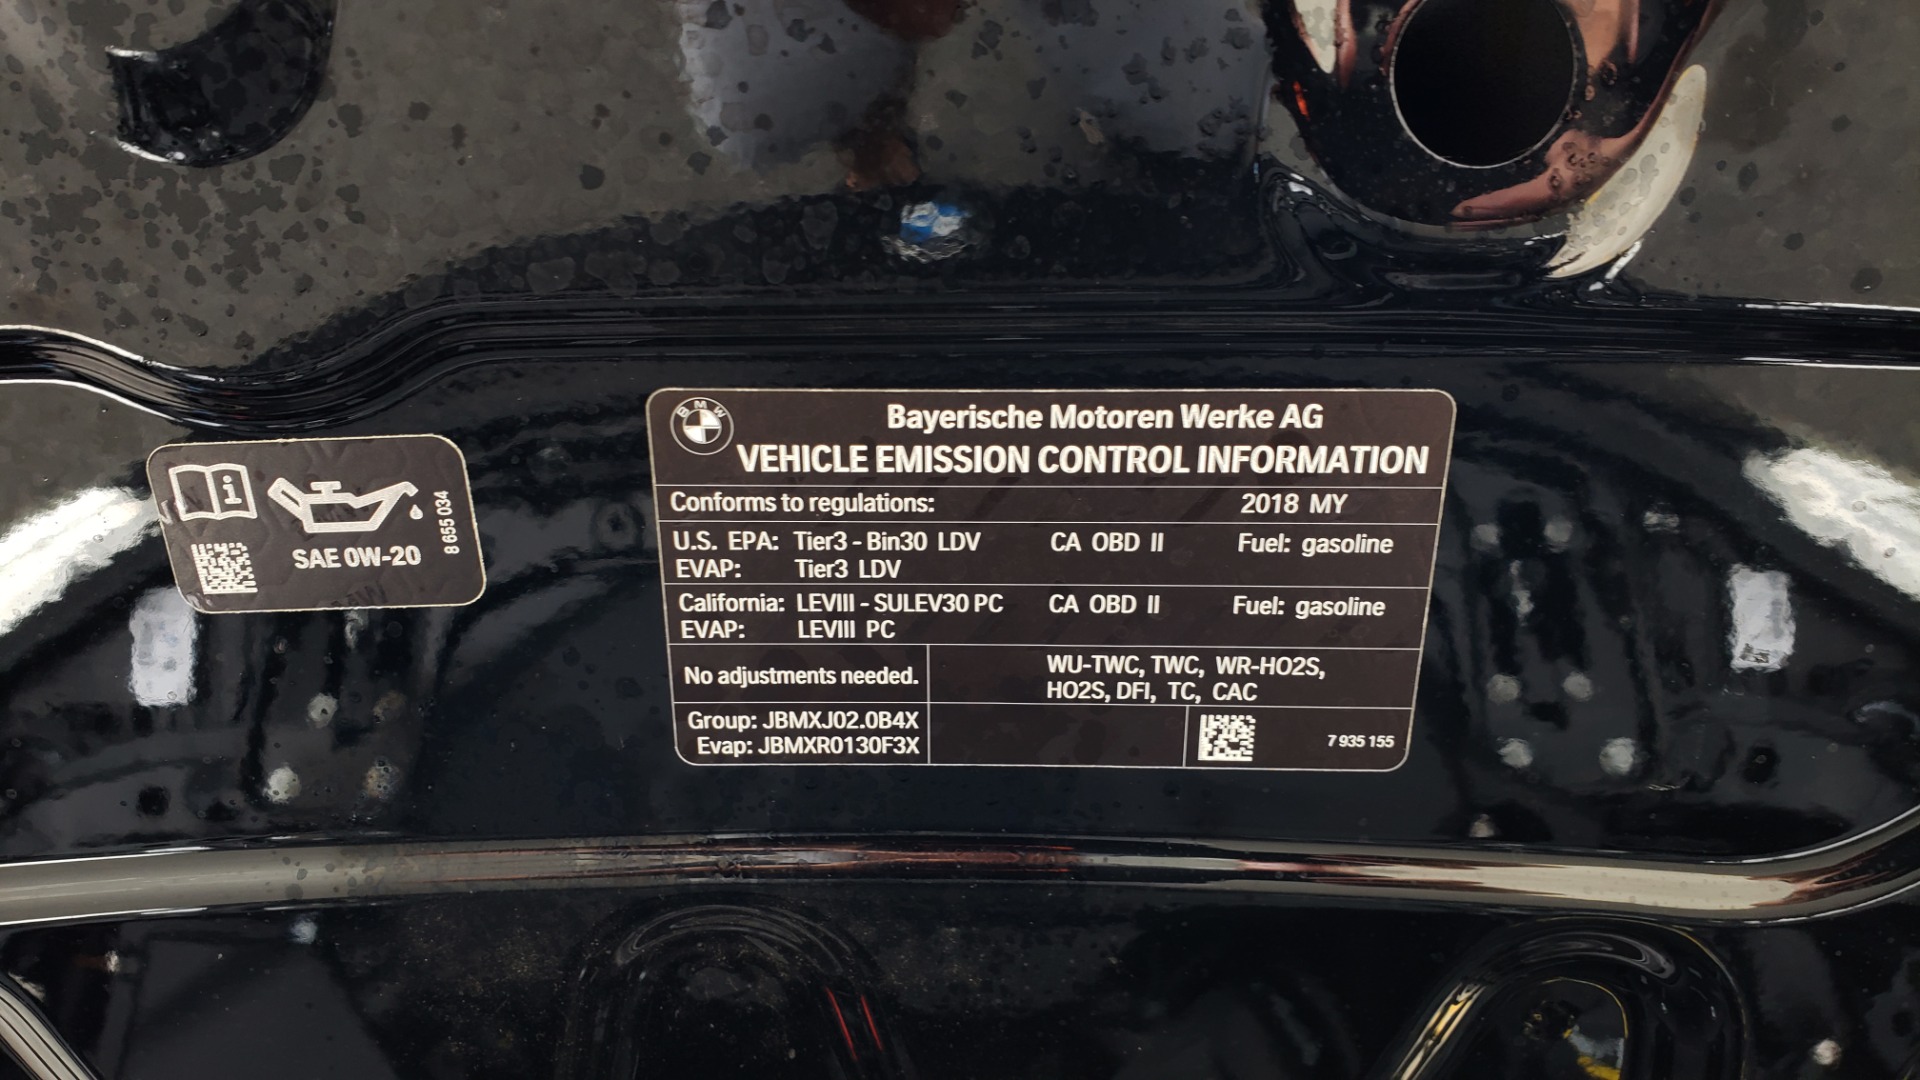 SAE 0W-20
8 655 034
BMW
Bayerische Motoren Werke AG
VEHICLE EMISSION CONTROL INFORMATION
Conforms to regulations: 2018 MY
U.S. EPA: Tier3 - Bin30 LDV CA OBD II Fuel: gasoline
EVAP: Tier3 LDV
California: LEVIII - SULEV30 PC CA OBD II Fuel: gasoline
EVAP: LEVIII PC
No adjustments needed.
WU-TWC, TWC, WR-HO2S,
HO2S, DFI, TC, CAC
Group: JBMXJ02.0B4X
Evap: JBMXR0130F3X
7 935 155